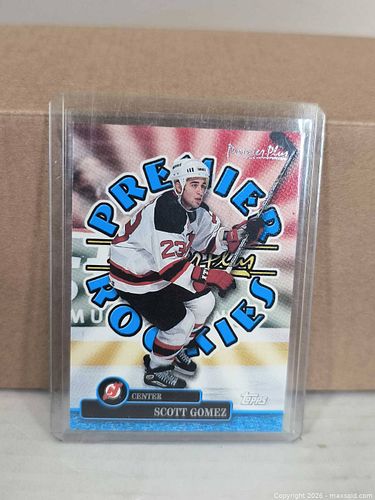 Premier Plus
PREMIER
23
ROOKIES
CENTER
SCOTT GOMEZ
Topps
Copyright 2026 - maxsold.com